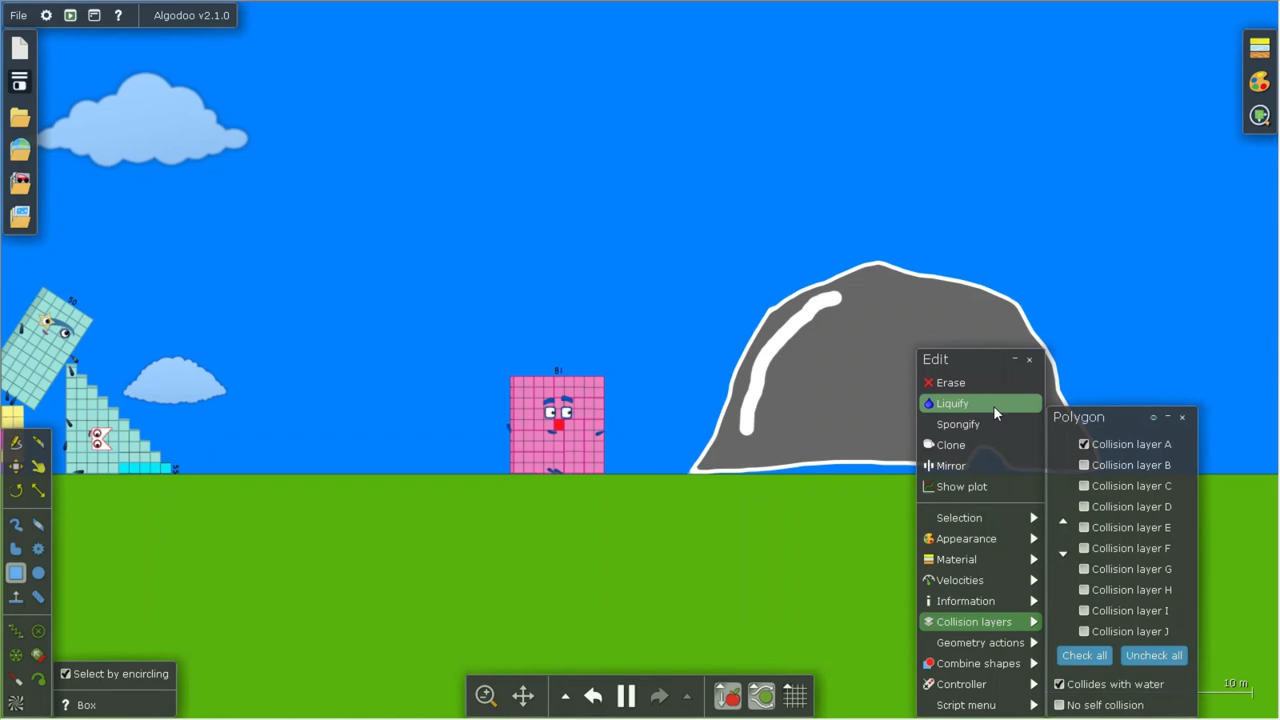 File
?
Algodoo v2.1.0
50
81
55
Edit
Erase
Liquify
Spongify
Clone
Mirror
Show plot
Selection
Appearance
Material
Velocities
Information
Collision layers
Geometry actions
Combine shapes
Controller
Script menu
Polygon
Collision layer A
Collision layer B
Collision layer C
Collision layer D
Collision layer E
Collision layer F
Collision layer G
Collision layer H
Collision layer I
Collision layer J
Check all
Uncheck all
Collides with water
No self collision
10 m
Select by encircling
? Box